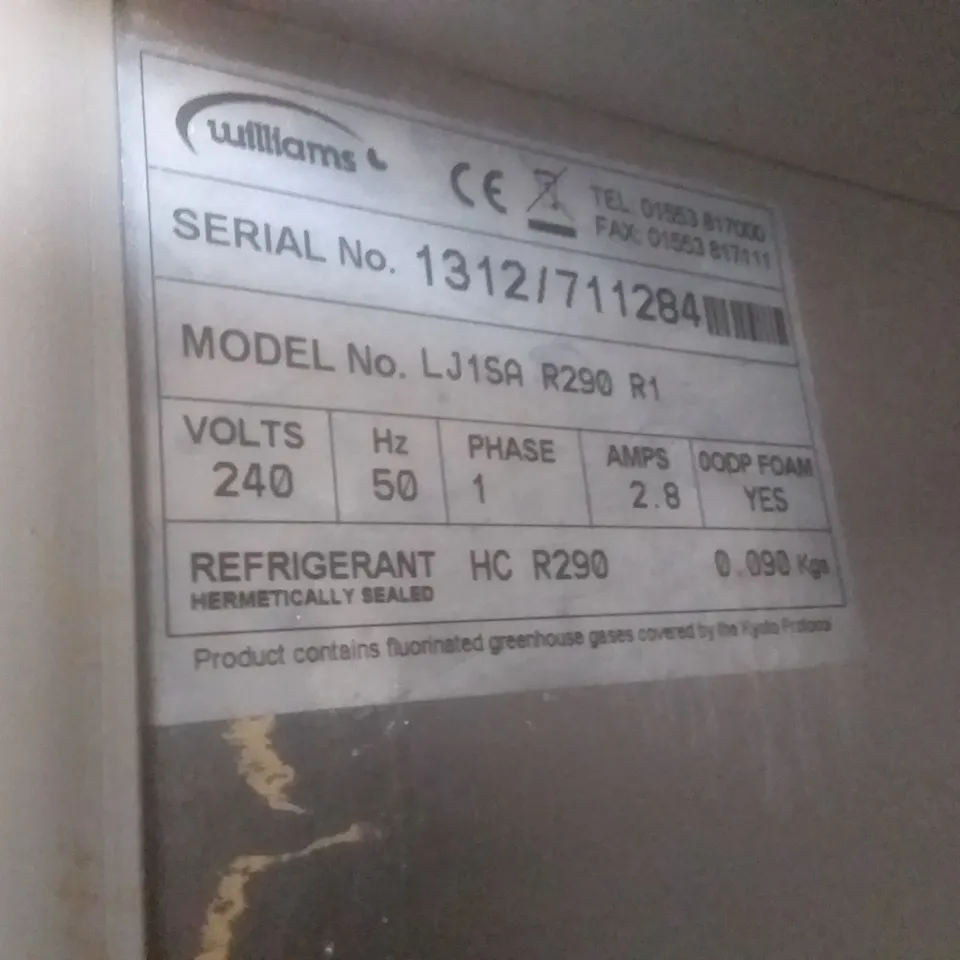 williams
CE
TEL: 01553 817000
FAX: 01553 817111
SERIAL No. 1312/711284
MODEL No. LJ1SA R290 R1
VOLTS Hz PHASE AMPS 0ODP FOAM
240 50 1 2.8 YES
REFRIGERANT HC R290 0.090 Kgs
HERMETICALLY SEALED
Product contains fluorinated greenhouse gases covered by the Kyoto Protocol